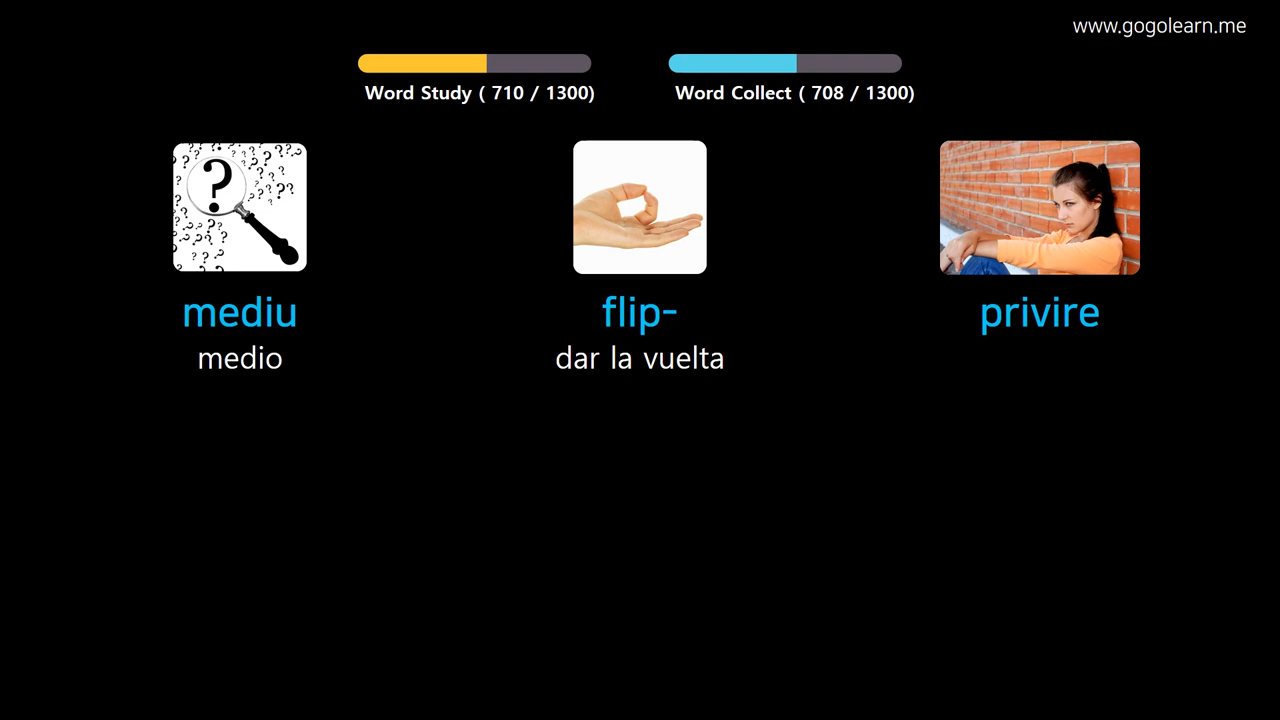 www.gogolearn.me
Word Study ( 710 / 1300)
Word Collect ( 708 / 1300)
mediu
medio
flip-
dar la vuelta
privire